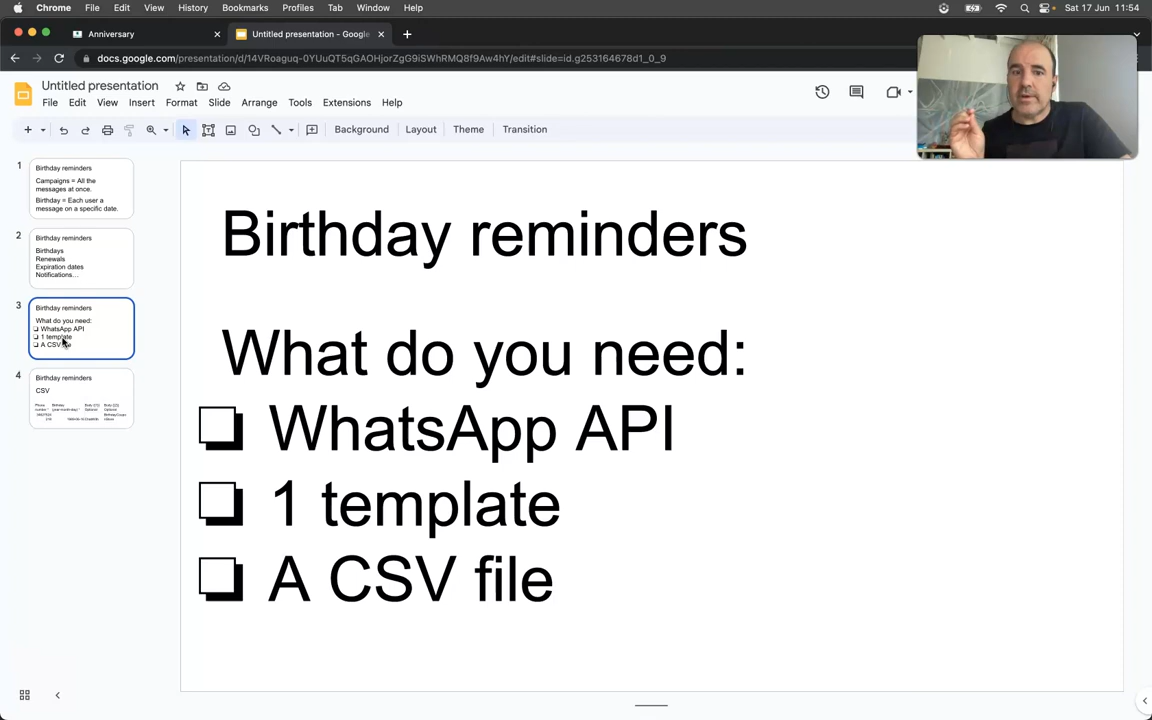 Chrome File Edit View History Bookmarks Profiles Tab Window Help Sat 17 Jun 11:54
Anniversary
Untitled presentation - Google
docs.google.com/presentation/d/14VRoaguq-0YUuQT5qGAOHjorZgG9iSWhRMQ8f9Aw4hY/edit#slide=id.g253164678d1_0_9
Untitled presentation
File Edit View Insert Format Slide Arrange Tools Extensions Help
Background Layout Theme Transition
1
Birthday reminders
Campaigns = All the
messages at once.
Birthday = Each user a
message on a specific date.
2
Birthday reminders
Birthdays
Renewals
Expiration dates
Notifications...
3
Birthday reminders
What do you need:
WhatsApp API
1 template
A CSV file
4
Birthday reminders
CSV
Birthday reminders
What do you need:
WhatsApp API
1 template
A CSV file